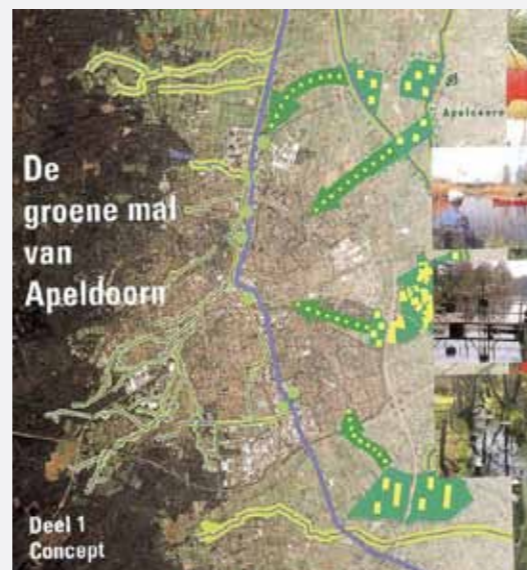 De
groene mal
van
Apeldoorn
Apeldoorn
Deel 1
Concept